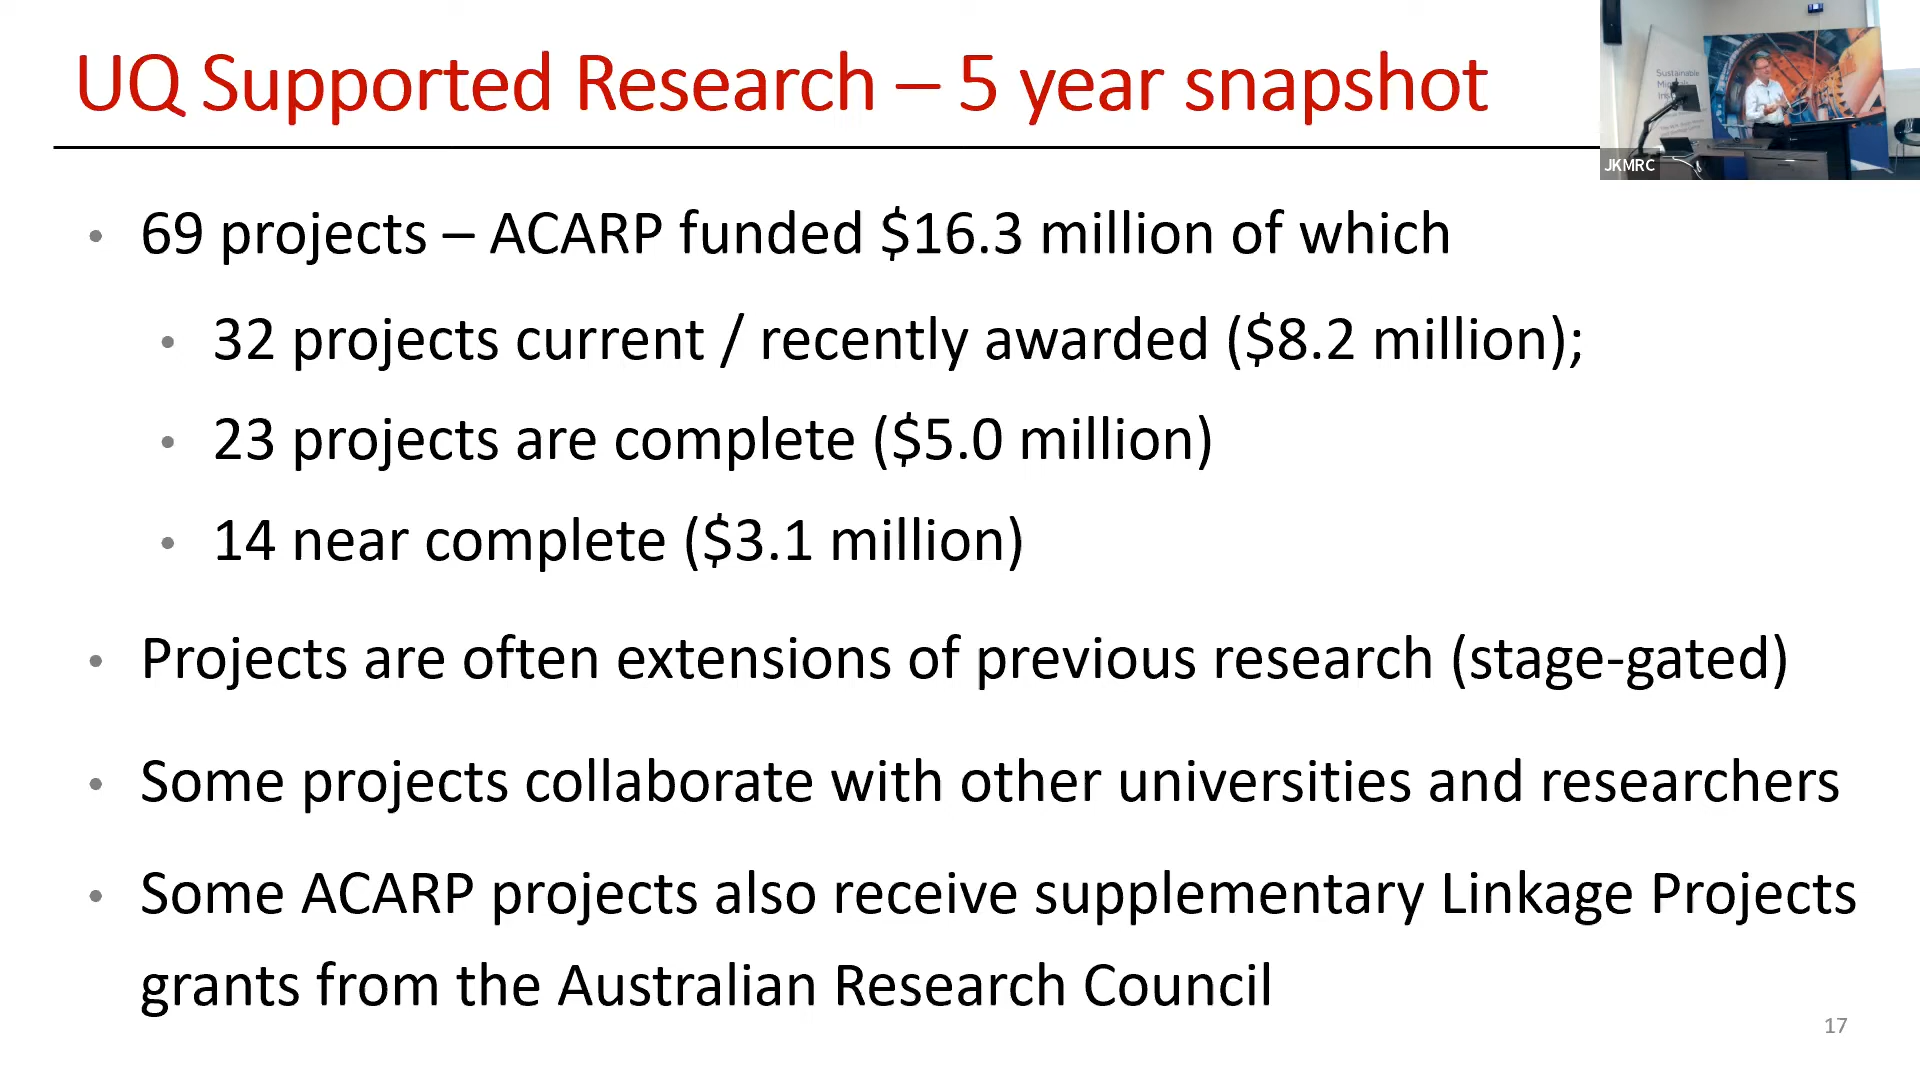 UQ Supported Research – 5 year snapshot
Sustainable
JKMRC
• 69 projects – ACARP funded $16.3 million of which
• 32 projects current / recently awarded ($8.2 million);
• 23 projects are complete ($5.0 million)
• 14 near complete ($3.1 million)
• Projects are often extensions of previous research (stage-gated)
• Some projects collaborate with other universities and researchers
• Some ACARP projects also receive supplementary Linkage Projects
grants from the Australian Research Council
17